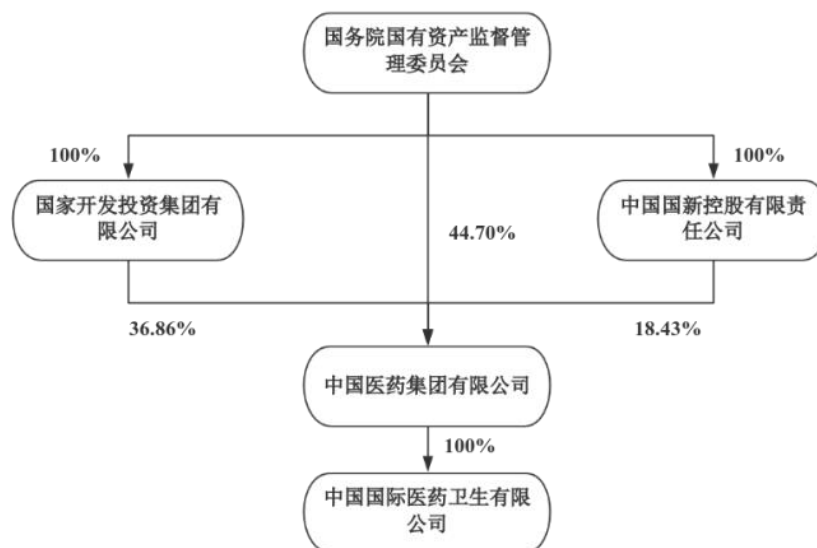 国务院国有资产监督管
理委员会
100%
100%
国家开发投资集团有
限公司
中国国新控股有限责
任公司
44.70%
36.86%
18.43%
中国医药集团有限公司
100%
中国国际医药卫生有限
公司